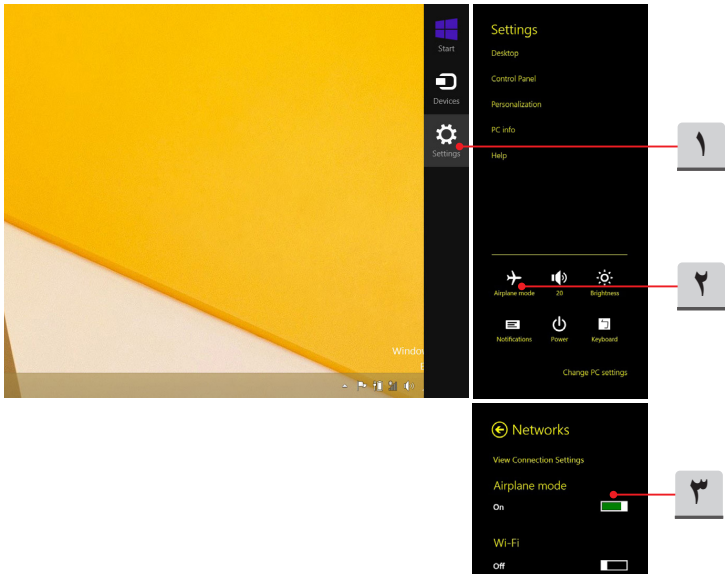 Start
Devices
Settings
Settings
Desktop
Control Panel
Personalization
PC info
Help
Airplane mode
20
Brightness
Notifications
Power
Keyboard
Change PC settings
١
٢
Networks
View Connection Settings
Airplane mode
On
Wi-Fi
Off
٣